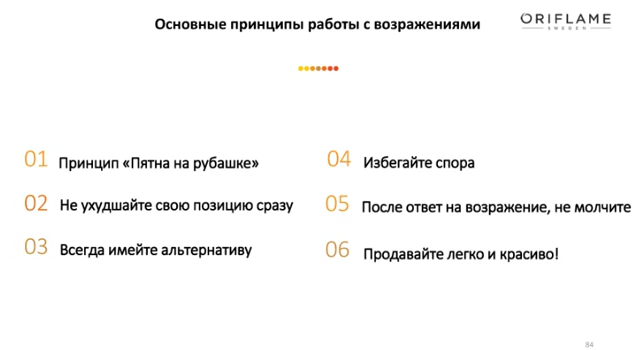 Основные принципы работы с возражениями
ORIFLAME
SWEDEN
01 Принцип «Пятна на рубашке»
02 Не ухудшайте свою позицию сразу
03 Всегда имейте альтернативу
04 Избегайте спора
05 После ответ на возражение, не молчите
06 Продавайте легко и красиво!
84